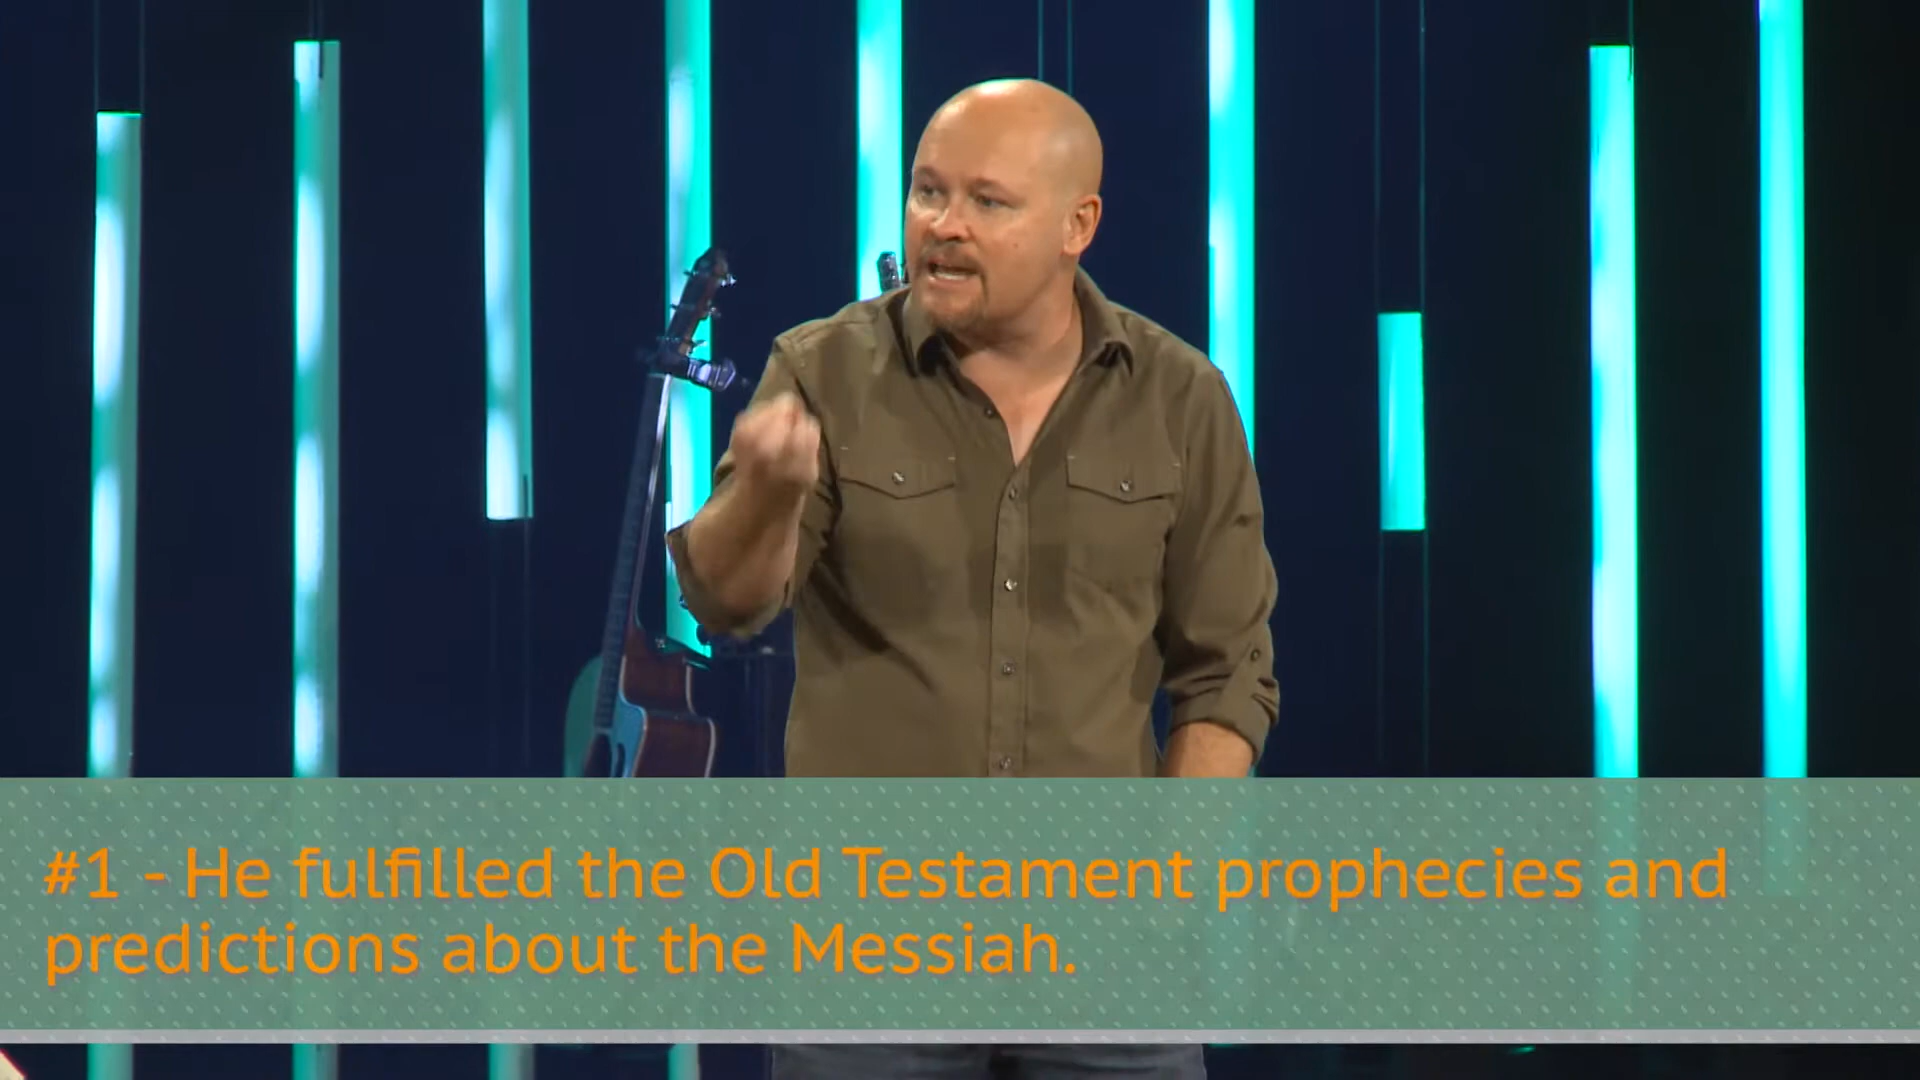 #1 - He fulfilled the Old Testament prophecies and
predictions about the Messiah.